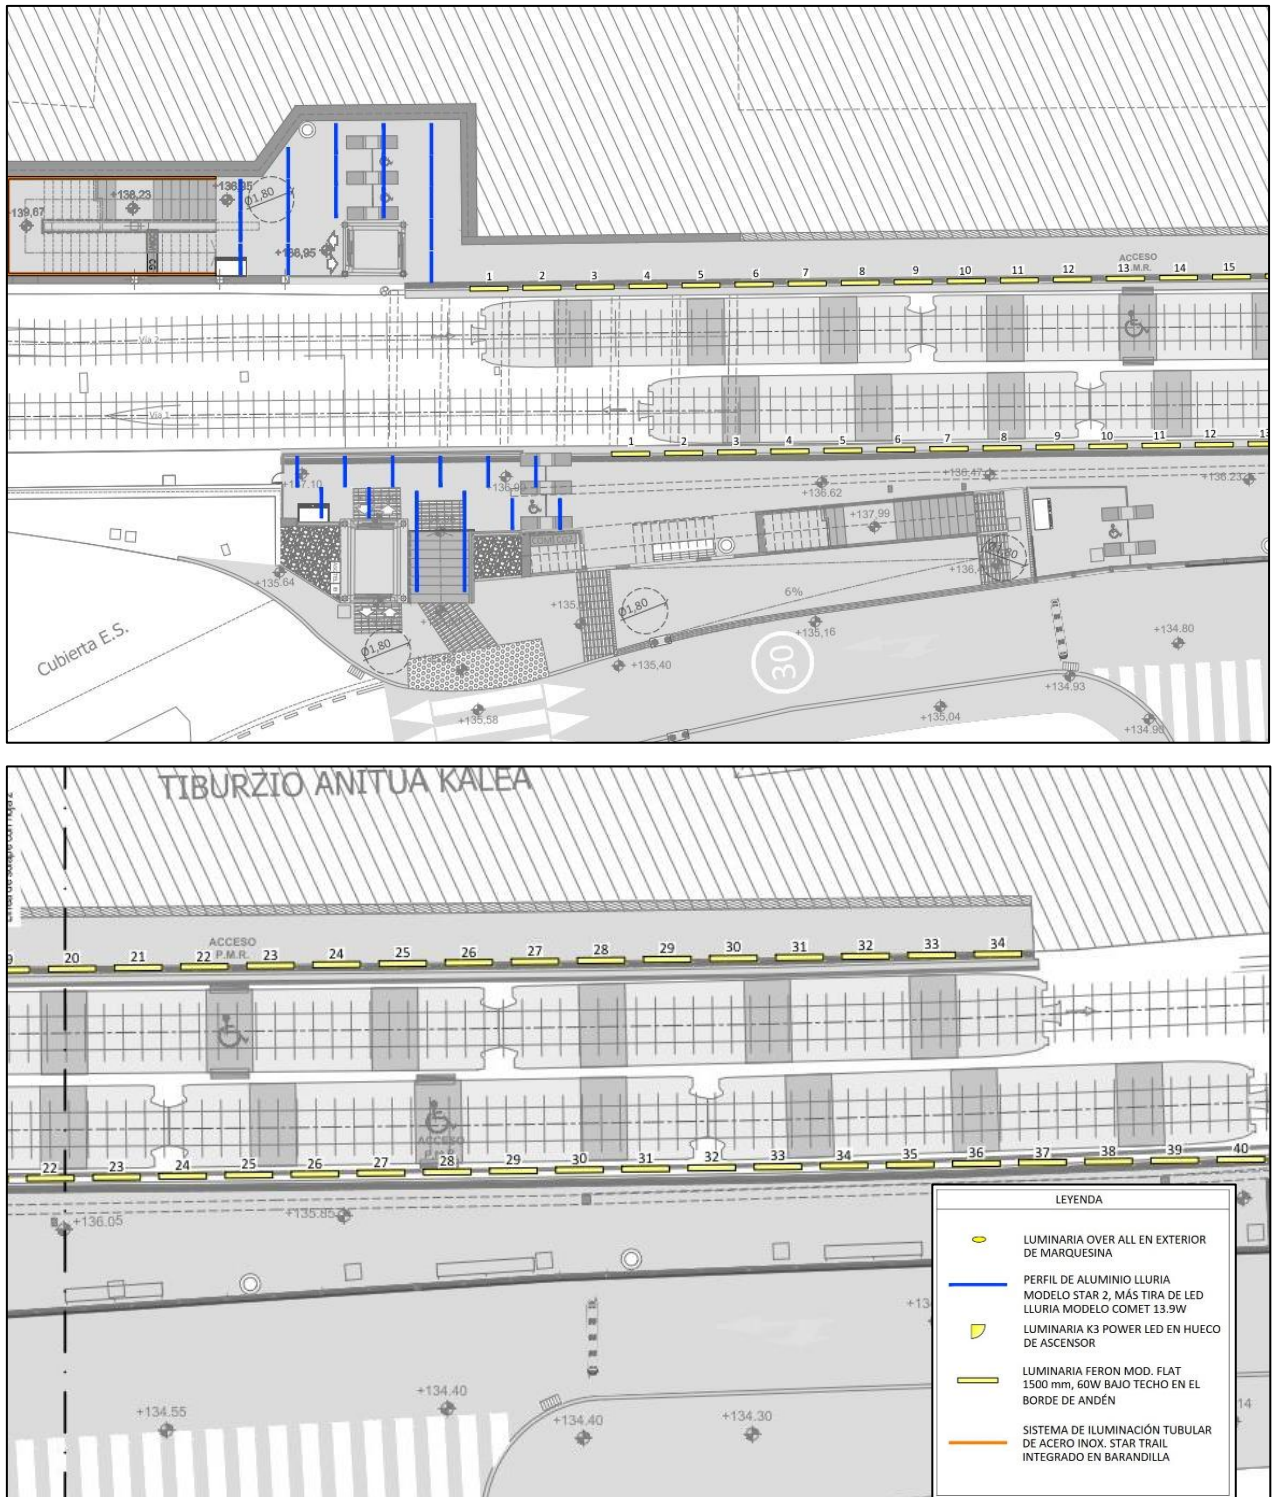 +136,23
+136,95
Ø1,80
+139,67
+136,95
CG
ACCESO
P.M.R.
1 2 3 4 5 6 7 8 9 10 11 12 13 14 15
Vía 2
Vía 1
1 2 3 4 5 6 7 8 9 10 11 12 13
+137.10
+136.47
+136.23
+136.62
+137,99
+135.64
6%
Ø1,80
Ø1,80
+135,16
+134.80
Cubierta E.S.
30
+135,40
+134.93
+135,58
+135,04
TIBURZIO ANITUA KALEA
ACCESO
P.M.R.
20 21 22 23 24 25 26 27 28 29 30 31 32 33 34
ACCESO
22 23 24 25 26 27 28 29 30 31 32 33 34 35 36 37 38 39 40
+136.05
+135.85
+134.40
+134.55
+134.40
+134.30
LEYENDA
LUMINARIA OVER ALL EN EXTERIOR
DE MARQUESINA
PERFIL DE ALUMINIO LLURIA
MODELO STAR 2, MÁS TIRA DE LED
LLURIA MODELO COMET 13.9W
LUMINARIA K3 POWER LED EN HUECO
DE ASCENSOR
LUMINARIA FERON MOD. FLAT
1500 mm, 60W BAJO TECHO EN EL
BORDE DE ANDÉN
SISTEMA DE ILUMINACIÓN TUBULAR
DE ACERO INOX. STAR TRAIL
INTEGRADO EN BARANDILLA